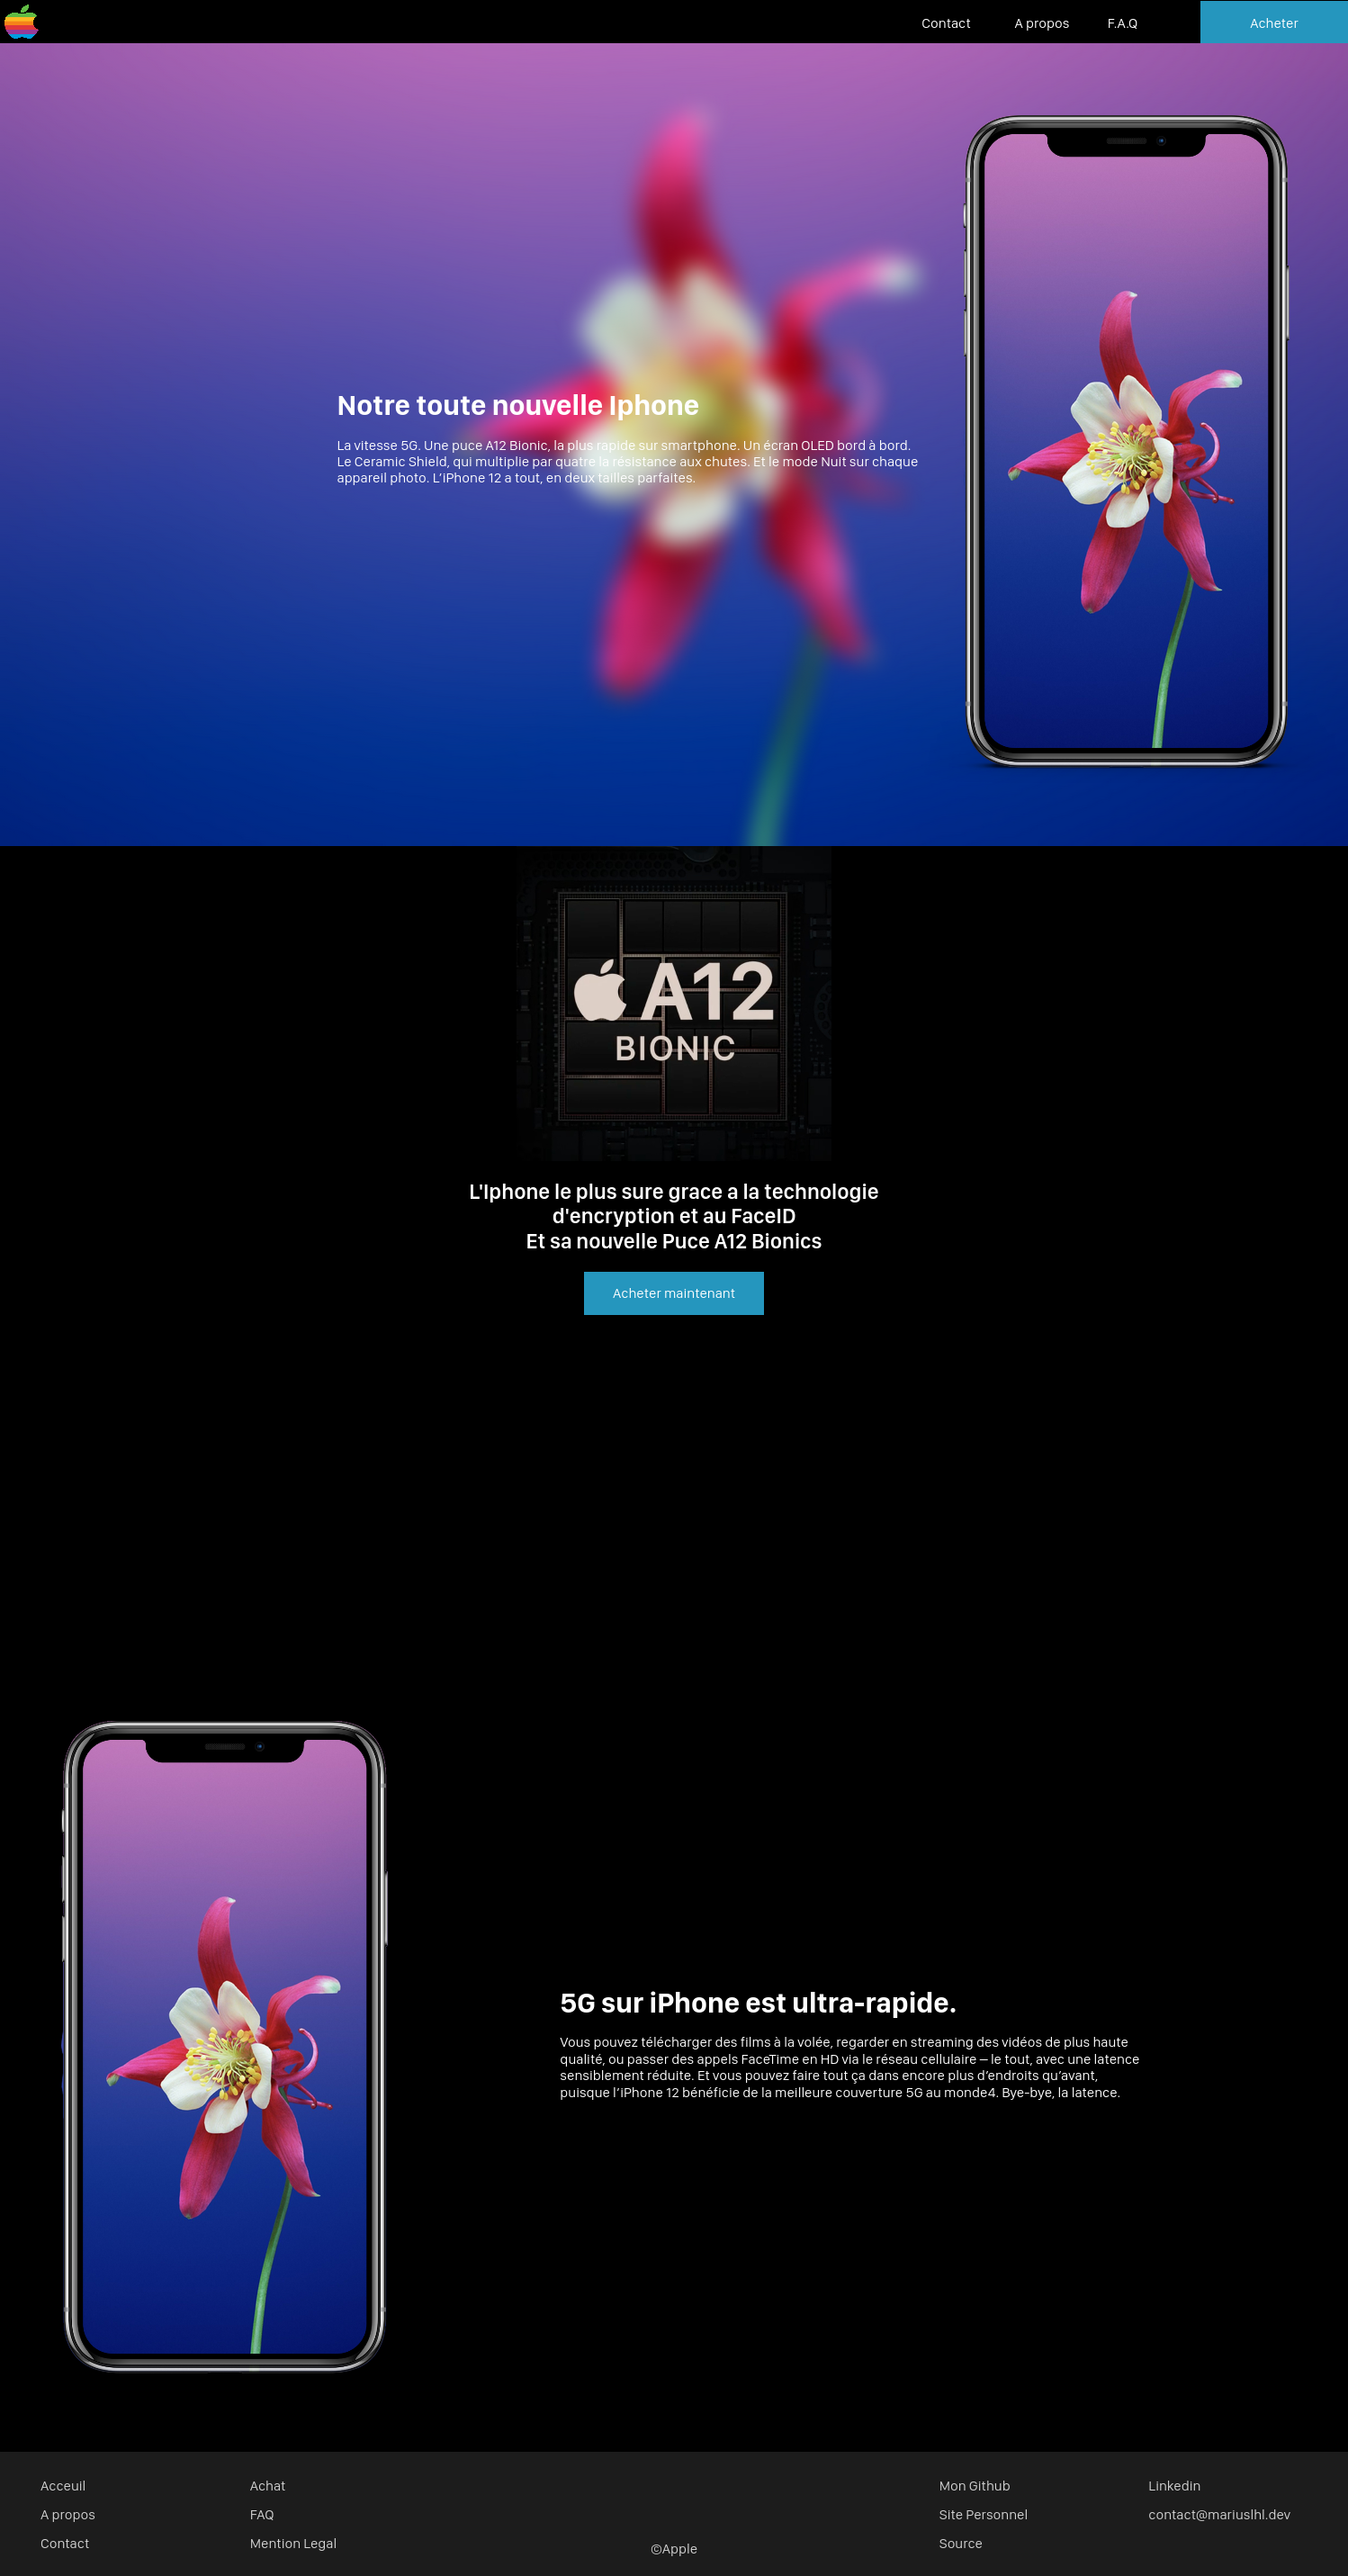 Contact
A propos
F.A.Q
Acheter
Notre toute nouvelle Iphone
La vitesse 5G. Une puce A12 Bionic, la plus rapide sur smartphone. Un écran OLED bord à bord.
Le Ceramic Shield, qui multiplie par quatre la résistance aux chutes. Et le mode Nuit sur chaque
appareil photo. L’iPhone 12 a tout, en deux tailles parfaites.
A12
BIONIC
L'Iphone le plus sure grace a la technologie
d'encryption et au FaceID
Et sa nouvelle Puce A12 Bionics
Acheter maintenant
5G sur iPhone est ultra-rapide.
Vous pouvez télécharger des films à la volée, regarder en streaming des vidéos de plus haute
qualité, ou passer des appels FaceTime en HD via le réseau cellulaire – le tout, avec une latence
sensiblement réduite. Et vous pouvez faire tout ça dans encore plus d’endroits qu’avant,
puisque l’iPhone 12 bénéficie de la meilleure couverture 5G au monde4. Bye-bye, la latence.
Acceuil
A propos
Contact
Achat
FAQ
Mention Legal
©Apple
Mon Github
Site Personnel
Source
Linkedin
contact@mariuslhl.dev